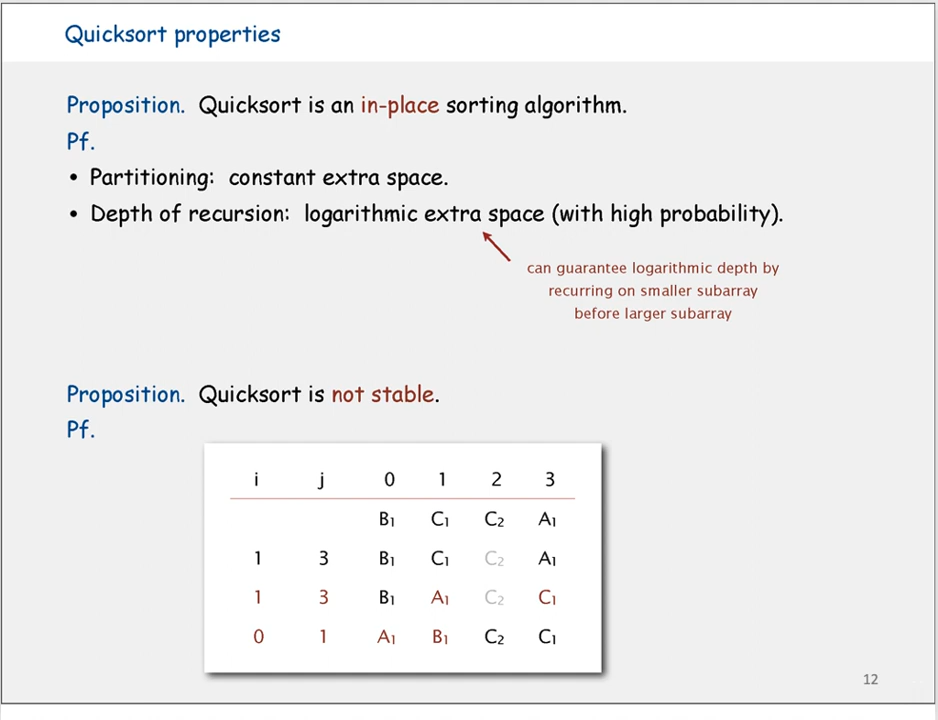 Quicksort properties
Proposition. Quicksort is an in-place sorting algorithm.
Pf.
• Partitioning: constant extra space.
• Depth of recursion: logarithmic extra space (with high probability).
can guarantee logarithmic depth by
recurring on smaller subarray
before larger subarray
Proposition. Quicksort is not stable.
Pf.
i j 0 1 2 3
B₁ C₁ C₂ A₁
1 3 B₁ C₁ C₂ A₁
1 3 B₁ A₁ C₂ C₁
0 1 A₁ B₁ C₂ C₁
12